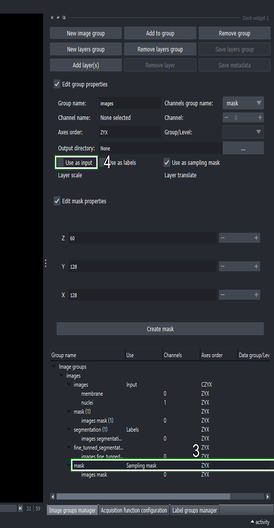 Dock widget 1
New image group Add to group Remove group
New layers group Remove layers group Save layers group
Add layer(s) Remove layer Save metadata
Edit group properties
Group name: images Channels group name: mask
Channel name: None selected Channel: 0
Axes order: ZYX Group/Level:
Output directory: None ...
Use as input 4 Use as labels Use as sampling mask
Layer scale Layer translate
Edit mask properties
Z 60
Y 128
X 128
Create mask
Group name Use Channels Axes order Data group/Lev
Image groups
images
images Input CZYX
membrane 0 ZYX
nuclei 1 ZYX
mask (1) ZYX
images mask (1) 0 ZYX
segmentation (1) Labels ZYX
images segmentati... 0 ZYX
fine_tunned_segmentat... 3 ZYX
images fine_tunned... 0 ZYX
mask Sampling mask ZYX
images mask 0 ZYX
Image groups manager Acquisition function configuration Label groups manager
activity